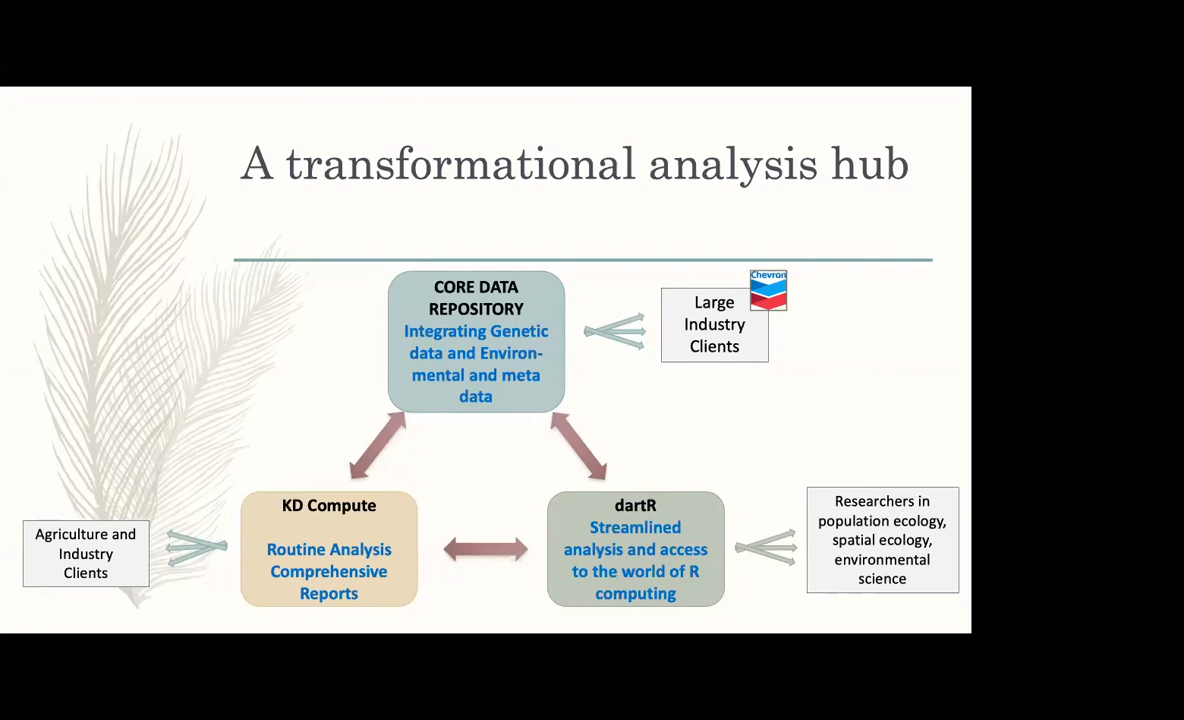 A transformational analysis hub
CORE DATA
REPOSITORY
Integrating Genetic
data and Environ-
mental and meta
data
Chevron
Large
Industry
Clients
Agriculture and
Industry
Clients
KD Compute
Routine Analysis
Comprehensive
Reports
dartR
Streamlined
analysis and access
to the world of R
computing
Researchers in
population ecology,
spatial ecology,
environmental
science